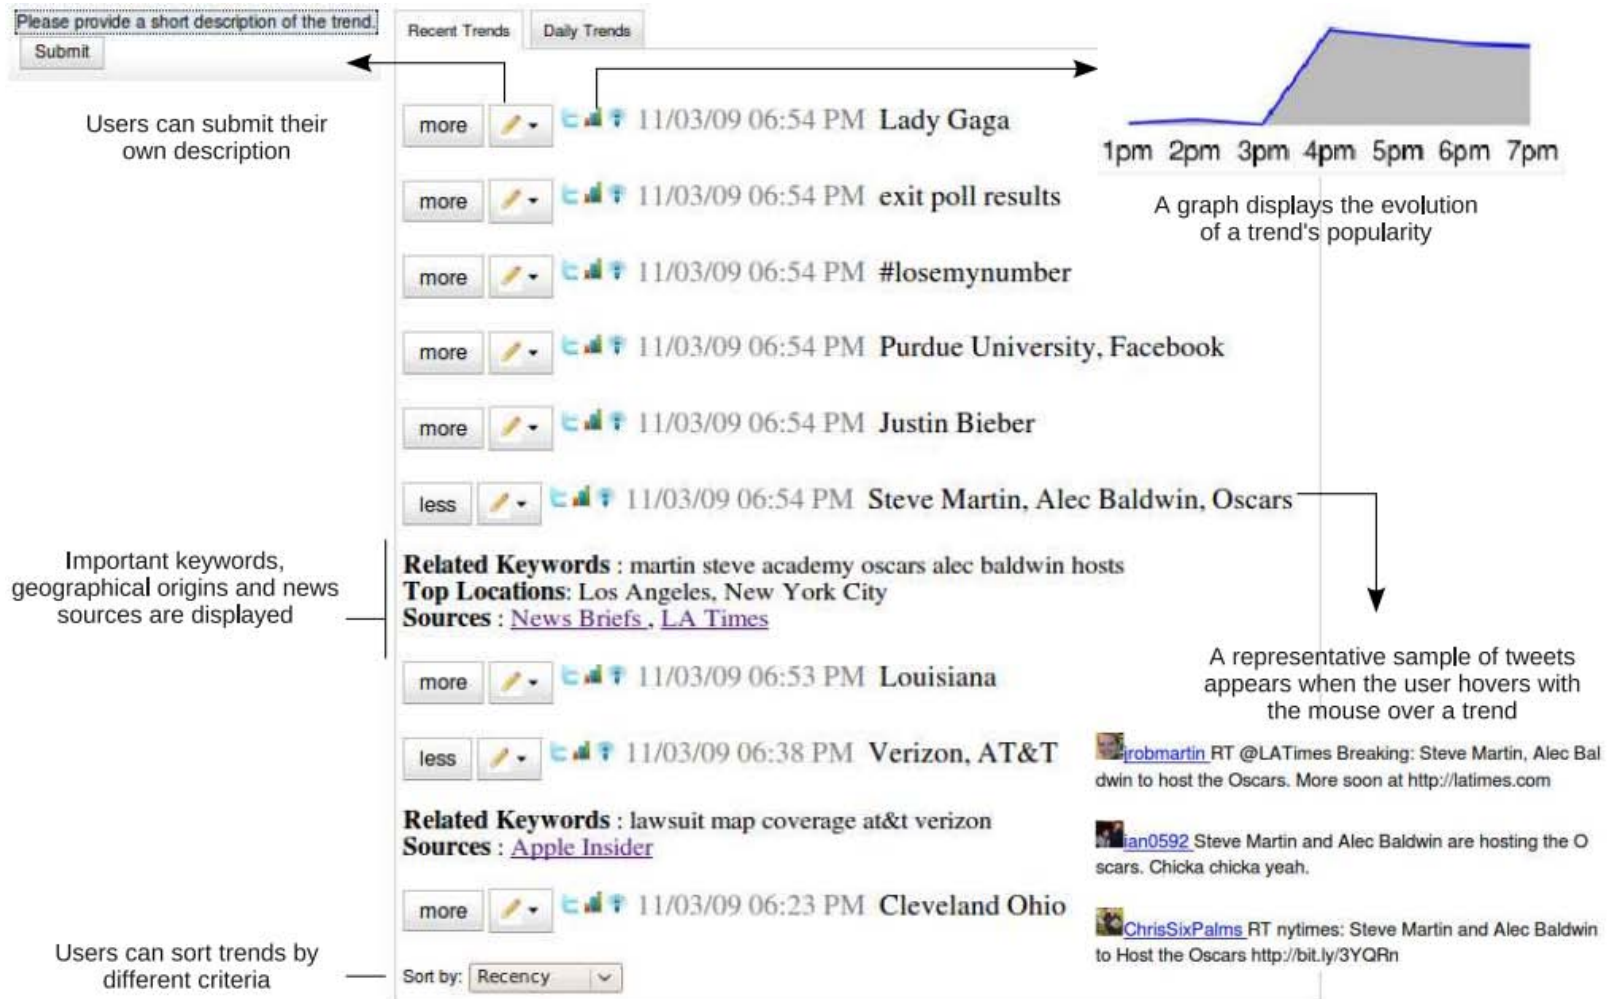 Please provide a short description of the trend.
Submit
Users can submit their
own description
Recent Trends
Daily Trends
more 11/03/09 06:54 PM Lady Gaga
more 11/03/09 06:54 PM exit poll results
more 11/03/09 06:54 PM #losemynumber
more 11/03/09 06:54 PM Purdue University, Facebook
more 11/03/09 06:54 PM Justin Bieber
less 11/03/09 06:54 PM Steve Martin, Alec Baldwin, Oscars
Related Keywords : martin steve academy oscars alec baldwin hosts
Top Locations: Los Angeles, New York City
Sources : News Briefs , LA Times
more 11/03/09 06:53 PM Louisiana
less 11/03/09 06:38 PM Verizon, AT&T
Related Keywords : lawsuit map coverage at&t verizon
Sources : Apple Insider
more 11/03/09 06:23 PM Cleveland Ohio
Sort by: Recency
Important keywords,
geographical origins and news
sources are displayed
Users can sort trends by
different criteria
1pm 2pm 3pm 4pm 5pm 6pm 7pm
A graph displays the evolution
of a trend's popularity
A representative sample of tweets
appears when the user hovers with
the mouse over a trend
jrobmartin RT @LATimes Breaking: Steve Martin, Alec Bal
dwin to host the Oscars. More soon at http://latimes.com
ian0592 Steve Martin and Alec Baldwin are hosting the O
scars. Chicka chicka yeah.
ChrisSixPalms RT nytimes: Steve Martin and Alec Baldwin
to Host the Oscars http://bit.ly/3YQRn